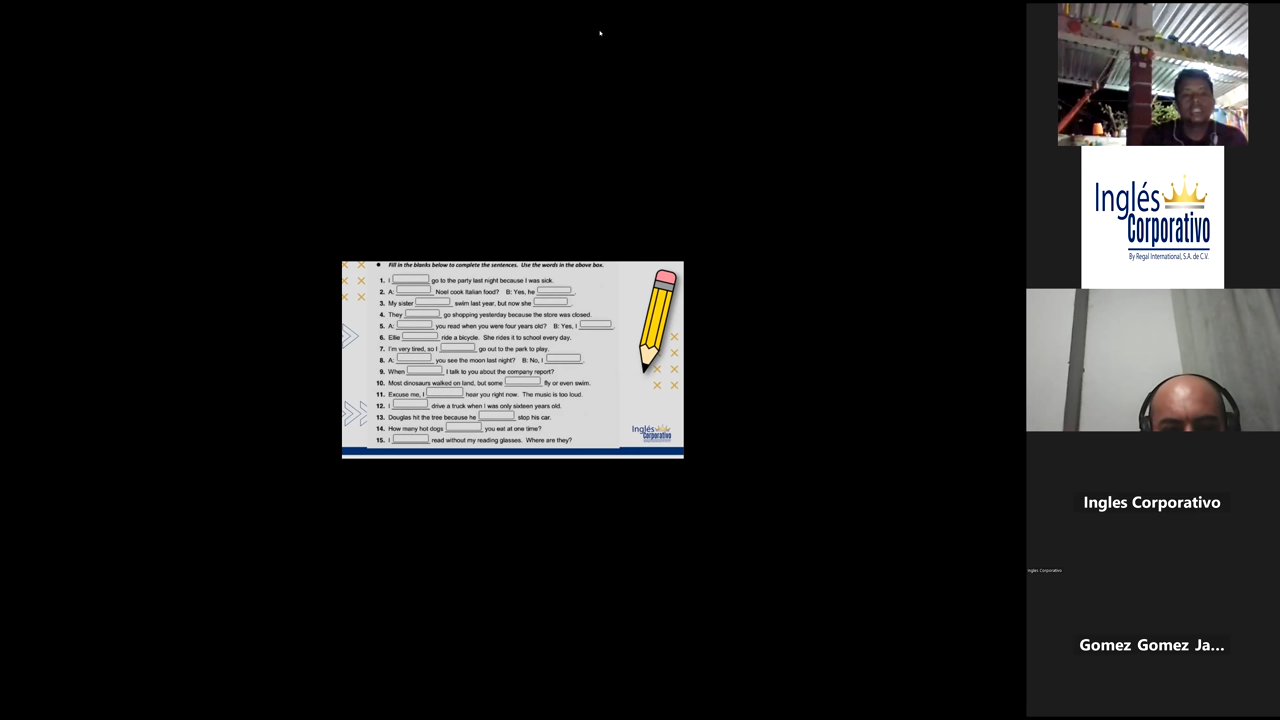 Fill in the blanks below to complete the sentences. Use the words in the above box.
1. I go to the party last night because I was sick.
2. A: Noel cook Italian food? B: Yes, he .
3. My sister swim last year, but now she .
4. They go shopping yesterday because the store was closed.
5. A: you read when you were four years old? B: Yes, I .
6. Ellie ride a bicycle. She rides it to school every day.
7. I'm very tired, so I go out to the park to play.
8. A: you see the moon last night? B: No, I .
9. When I talk to you about the company report?
10. Most dinosaurs walked on land, but some fly or even swim.
11. Excuse me, I hear you right now. The music is too loud.
12. I drive a truck when I was only sixteen years old.
13. Douglas hit the tree because he stop his car.
14. How many hot dogs you eat at one time?
15. I read without my reading glasses. Where are they?
Inglés
Corporativo
Inglés
Corporativo
By Regal International, S.A. de C.V.
Ingles Corporativo
Ingles Corporativo
Gomez Gomez Ja...